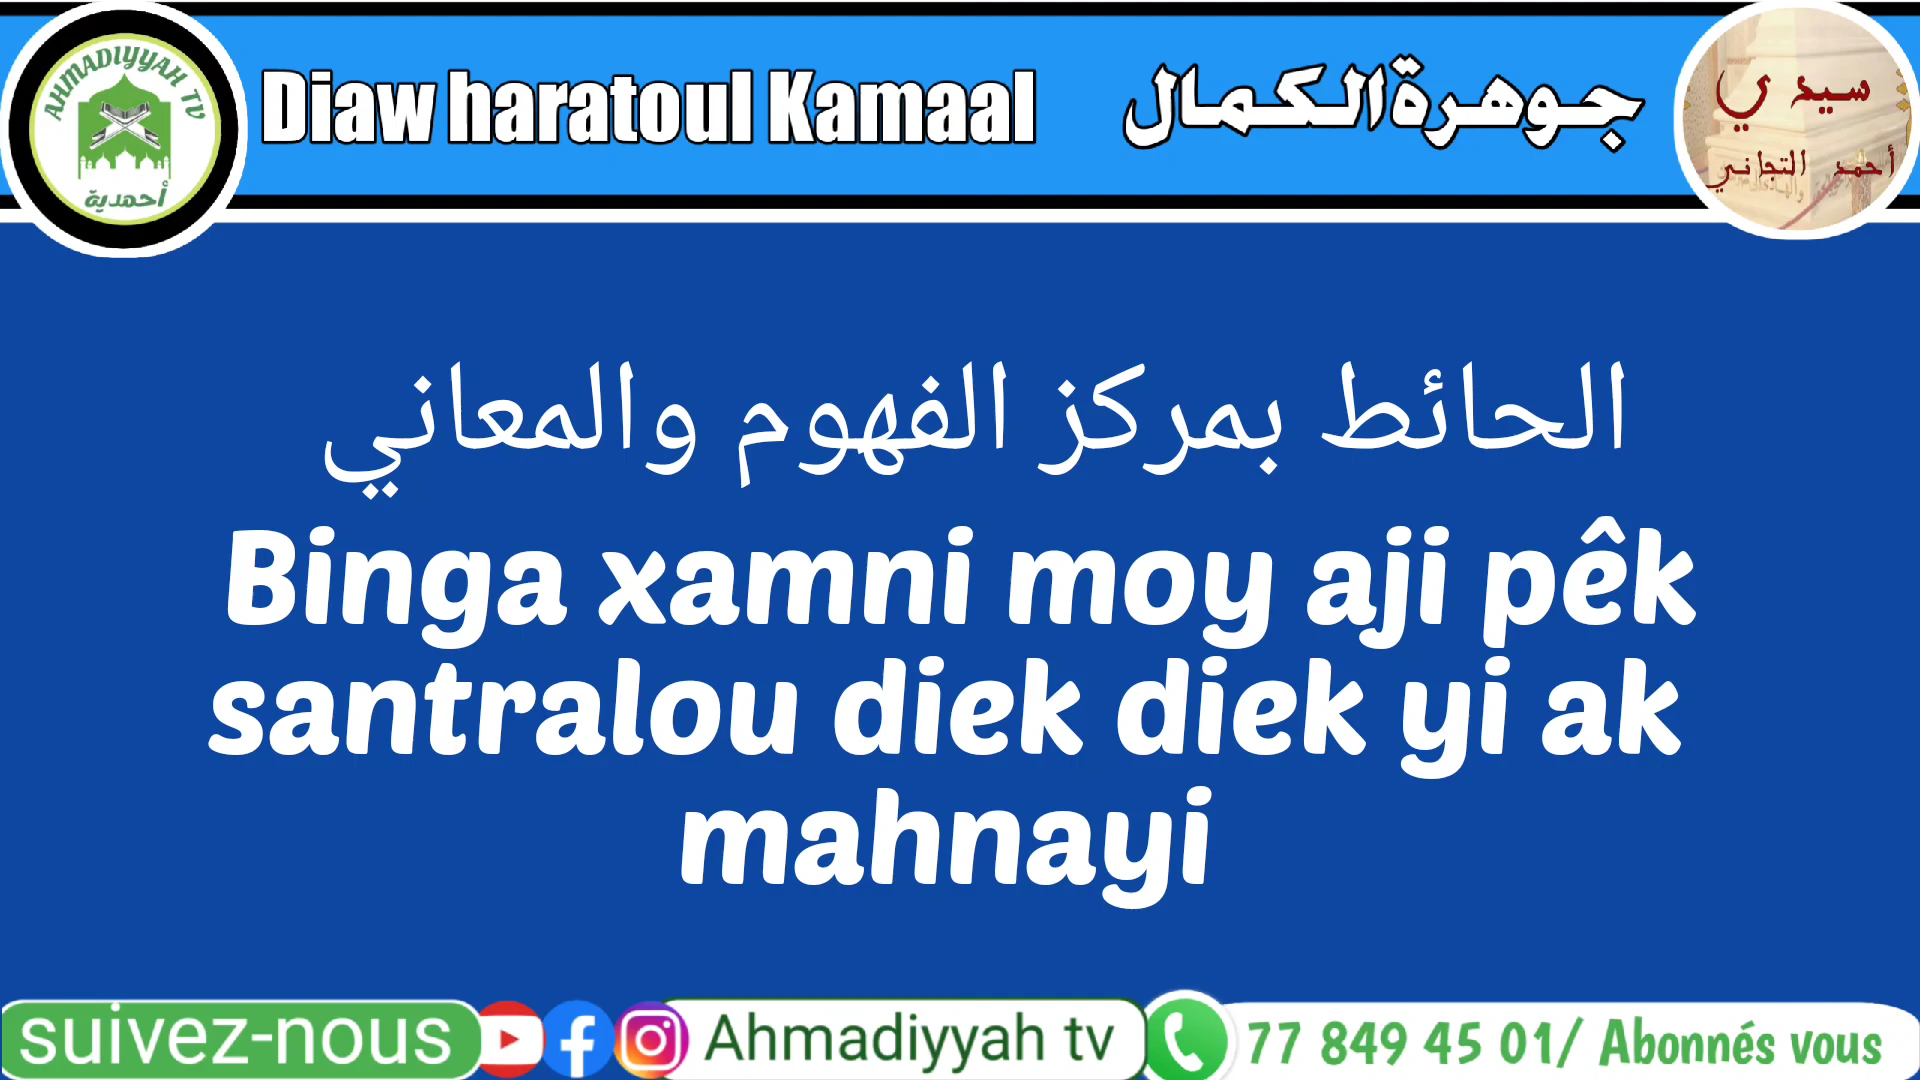 AHMADIYYAH TV
أحمدية
Diaw haratoul Kamaal
جوهرة الكمال
سيدي
أحمد التجاني
الحائط بمركز الفهوم والمعاني
Binga xamni moy aji pêk
santralou diek diek yi ak
mahnayi
suivez-nous
Ahmadiyyah tv
77 849 45 01/ Abonnés vous